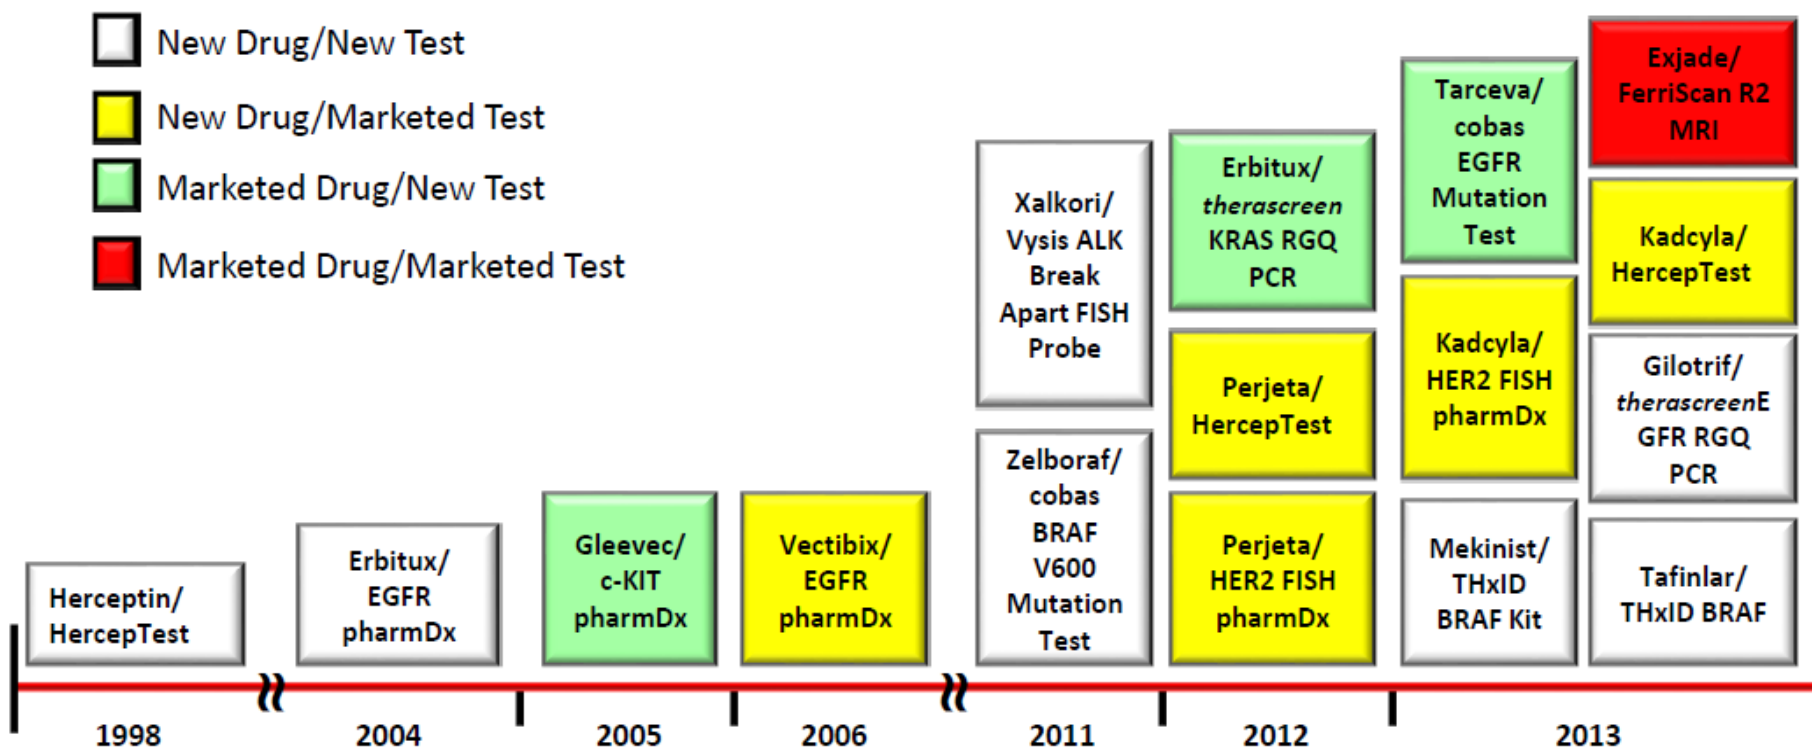 New Drug/New Test
New Drug/Marketed Test
Marketed Drug/New Test
Marketed Drug/Marketed Test
Herceptin/
HercepTest
Erbitux/
EGFR
pharmDx
Gleevec/
c-KIT
pharmDx
Vectibix/
EGFR
pharmDx
Xalkori/
Vysis ALK
Break
Apart FISH
Probe
Zelboraf/
cobas
BRAF
V600
Mutation
Test
Erbitux/
therascreen
KRAS RGQ
PCR
Perjeta/
HercepTest
Perjeta/
HER2 FISH
pharmDx
Tarceva/
cobas
EGFR
Mutation
Test
Kadcyla/
HER2 FISH
pharmDx
Mekinist/
THxID
BRAF Kit
Exjade/
FerriScan R2
MRI
Kadcyla/
HercepTest
Gilotrif/
therascreenE
GFR RGQ
PCR
Tafinlar/
THxID BRAF
1998
2004
2005
2006
2011
2012
2013